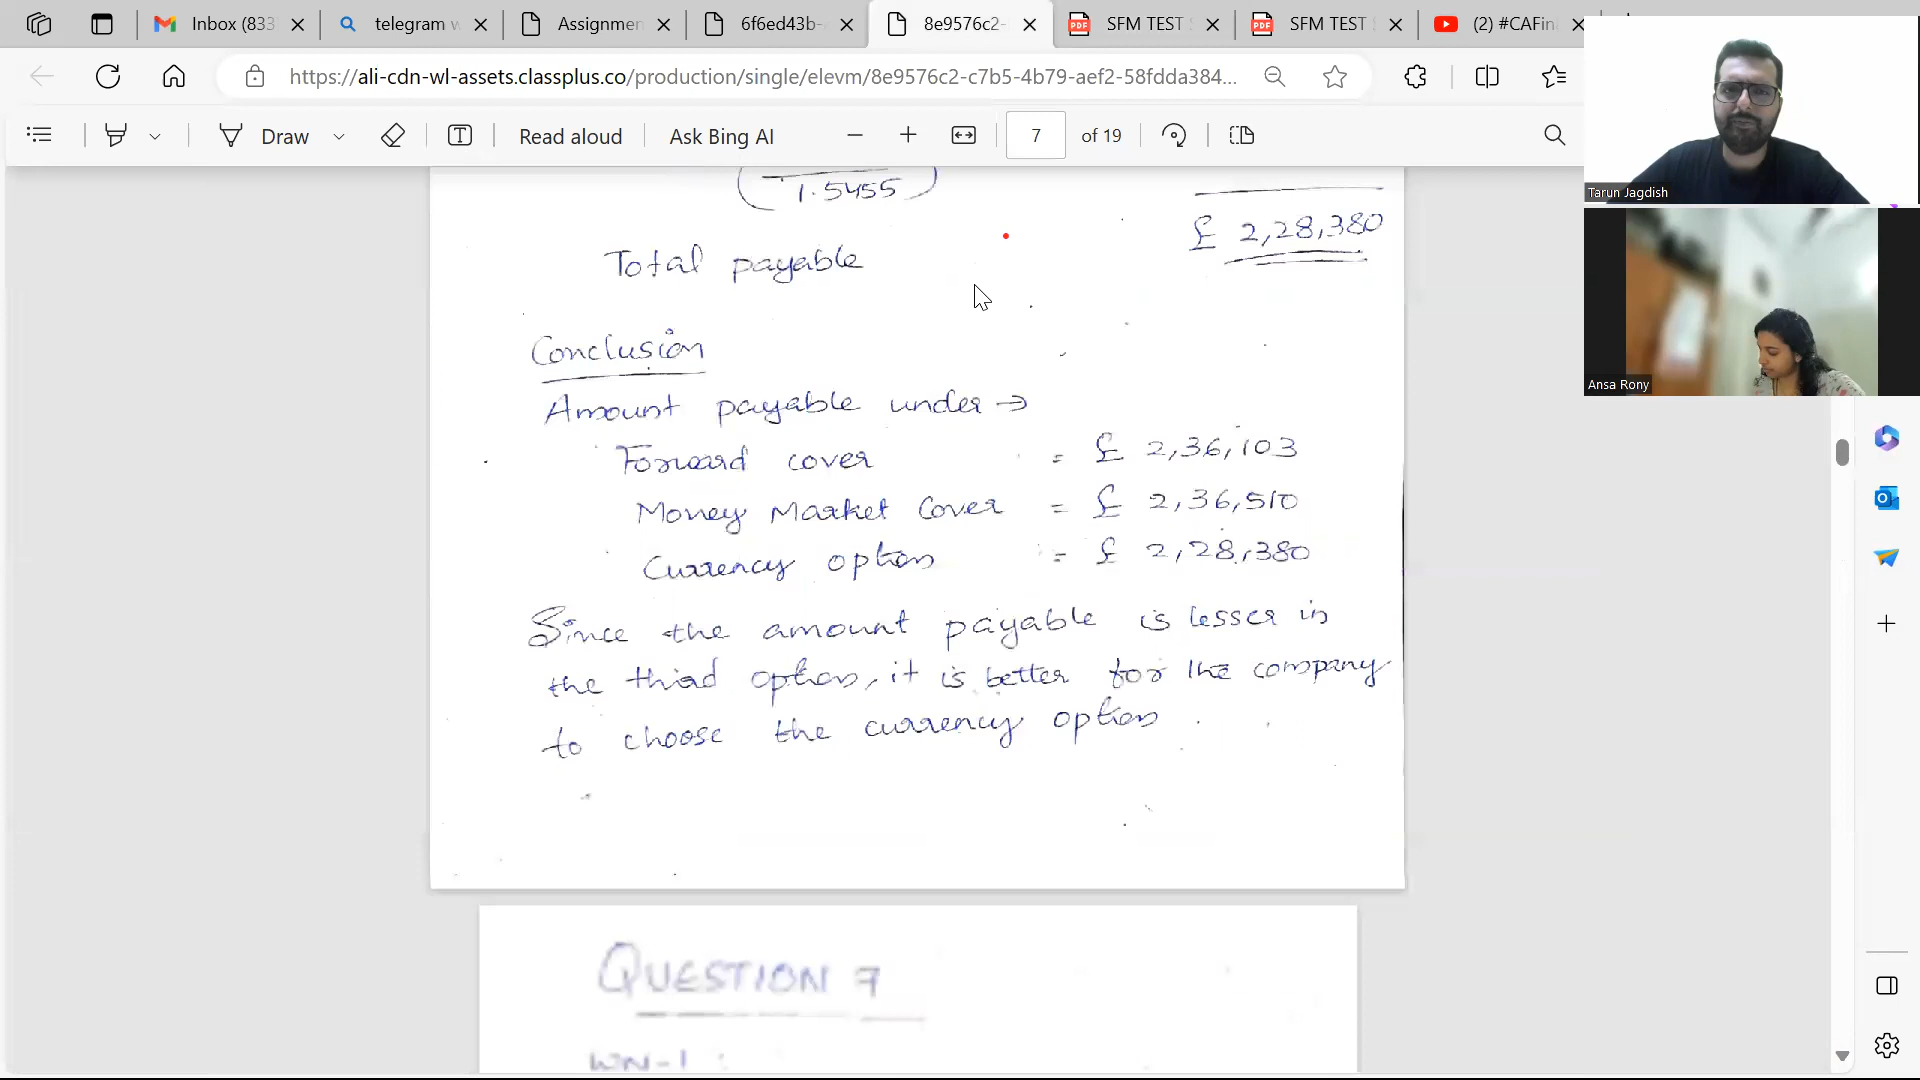 Inbox (833
telegram w
Assignmen
6f6ed43b-
8e9576c2-
SFM TEST
SFM TEST
(2) #CAFin
https://ali-cdn-wl-assets.classplus.co/production/single/elevm/8e9576c2-c7b5-4b79-aef2-58fdda384...
Draw
Read aloud
Ask Bing AI
7 of 19
Tarun Jagdish
Ansa Rony
1.5455
£ 2,28,380
Total payable
Conclusion
Amount payable under →
Forward cover = £ 2,36,103
Money Market Cover = £ 2,36,510
Currency option = £ 2,28,380
Since the amount payable is lesser in
the third option, it is better for the company
to choose the currency option.
QUESTION 7
WN-1: